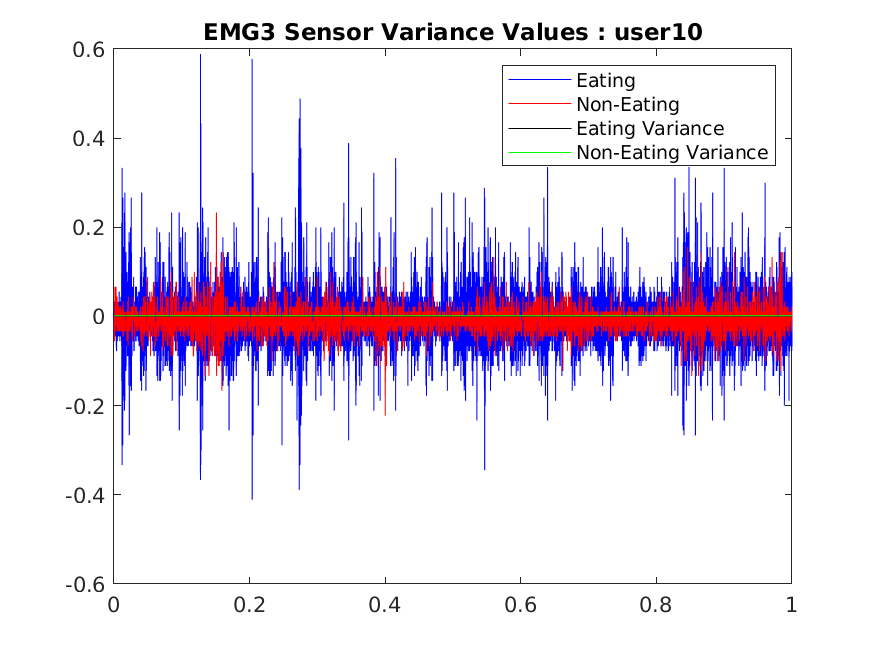 EMG3 Sensor Variance Values : user10
0.6
0.4
0.2
0
-0.2
-0.4
-0.6
Eating
Non-Eating
Eating Variance
Non-Eating Variance
0 0.2 0.4 0.6 0.8 1